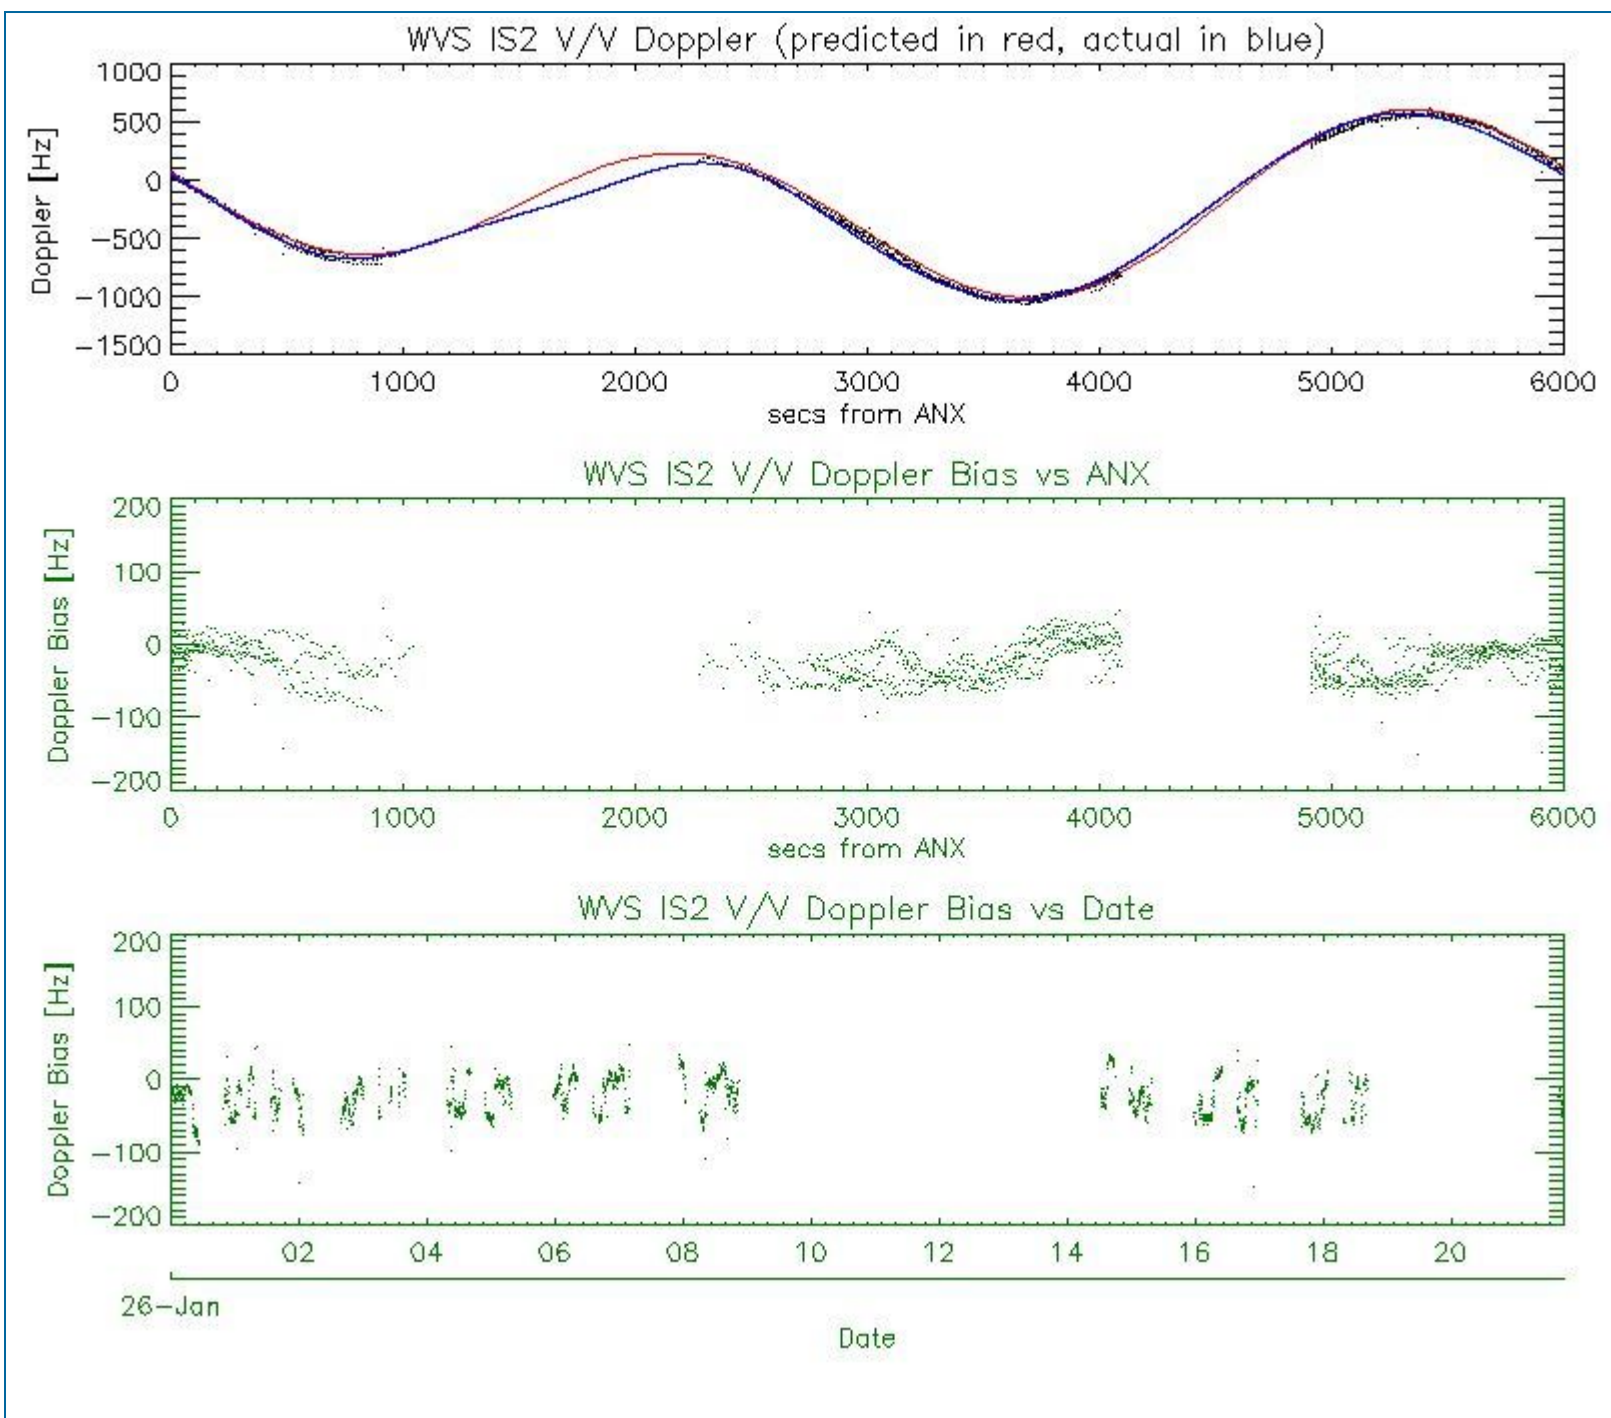 WVS IS2 V/V Doppler (predicted in red, actual in blue)
1000
500
0
-500
-1000
-1500
Doppler [Hz]
0 1000 2000 3000 4000 5000 6000
secs from ANX
WVS IS2 V/V Doppler Bias vs ANX
200
100
0
-100
-200
Doppler Bias [Hz]
0 1000 2000 3000 4000 5000 6000
secs from ANX
WVS IS2 V/V Doppler Bias vs Date
200
100
0
-100
-200
Doppler Bias [Hz]
02 04 06 08 10 12 14 16 18 20
26-Jan
Date